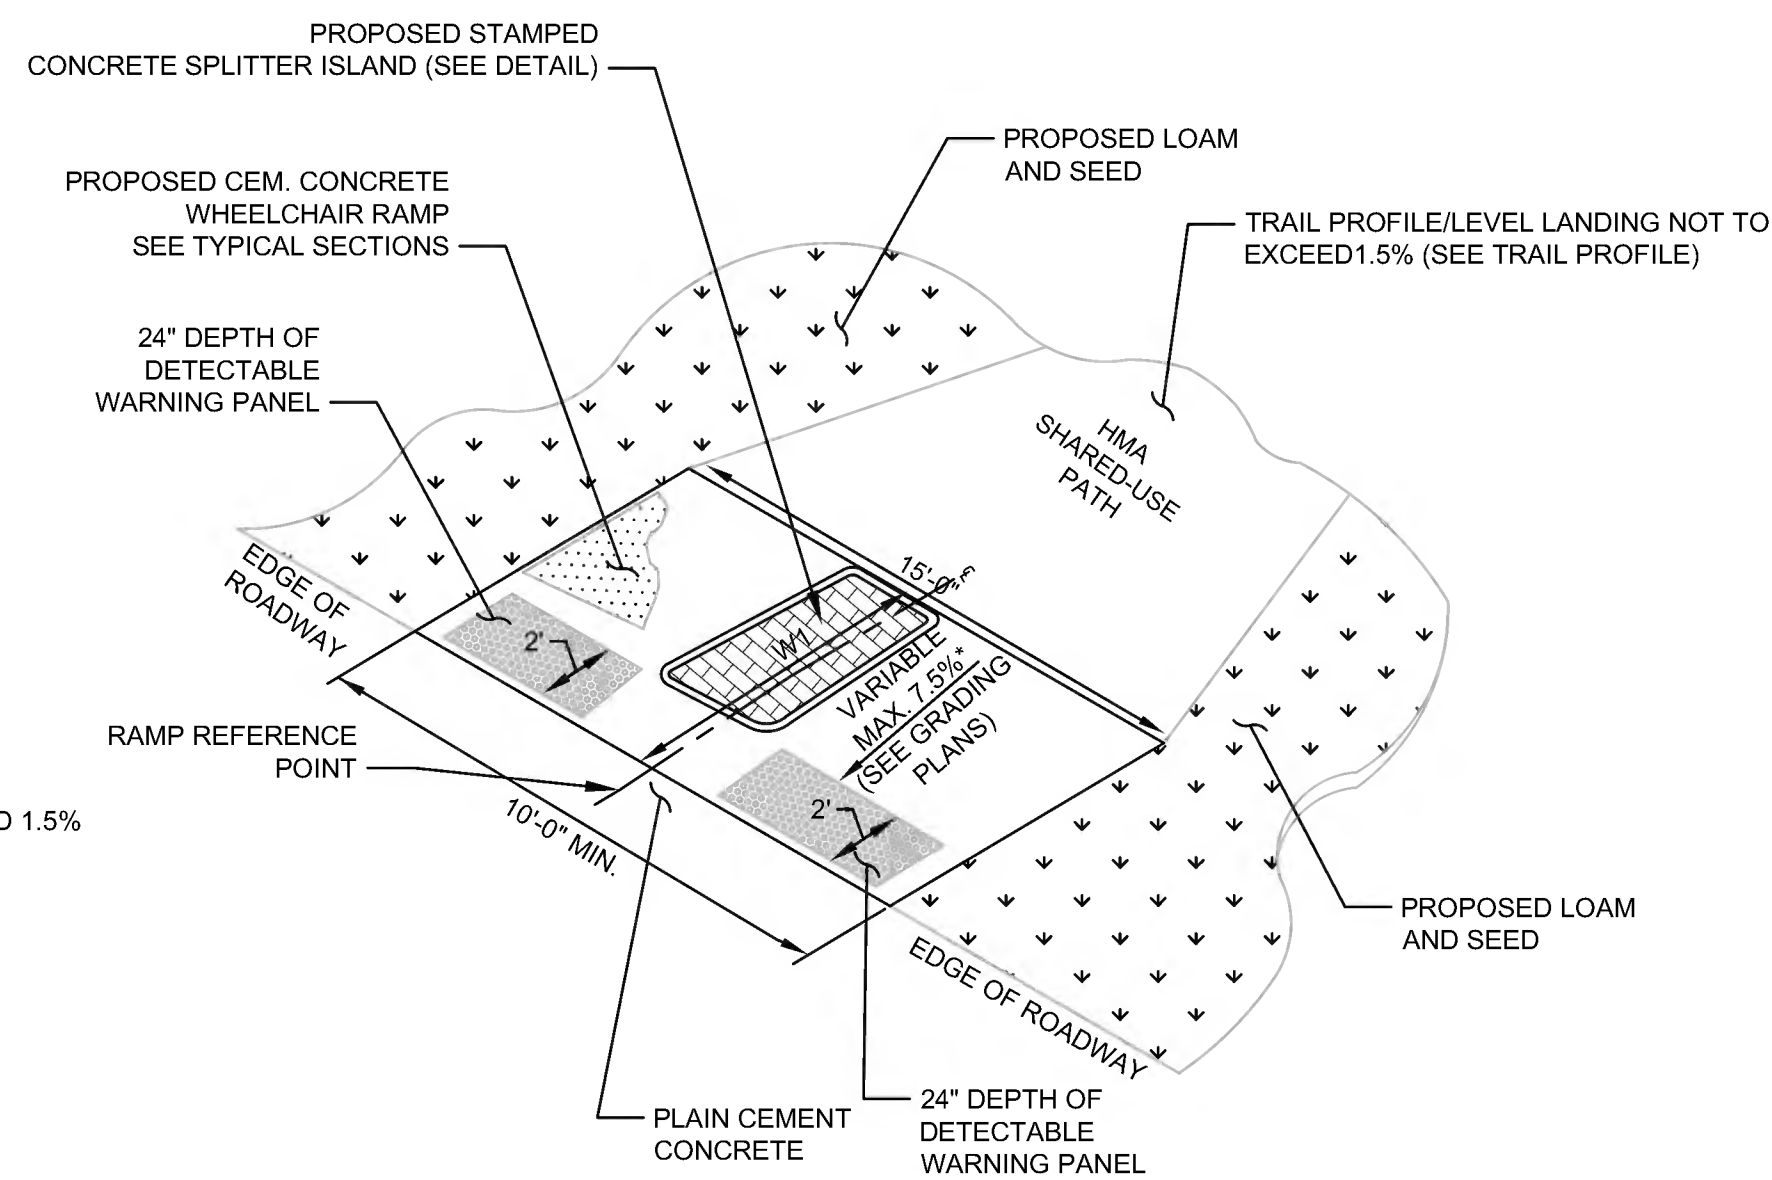 PROPOSED STAMPED
CONCRETE SPLITTER ISLAND (SEE DETAIL)
PROPOSED LOAM
AND SEED
PROPOSED CEM. CONCRETE
WHEELCHAIR RAMP
SEE TYPICAL SECTIONS
TRAIL PROFILE/LEVEL LANDING NOT TO
EXCEED1.5% (SEE TRAIL PROFILE)
24" DEPTH OF
DETECTABLE
WARNING PANEL
HMA
SHARED-USE
PATH
EDGE OF
ROADWAY
15'-0"
2'
W1
VARIABLE
MAX. 7.5%*
(SEE GRADING
PLANS)
RAMP REFERENCE
POINT
10'-0" MIN.
2'
D 1.5%
PROPOSED LOAM
AND SEED
EDGE OF ROADWAY
PLAIN CEMENT
CONCRETE
24" DEPTH OF
DETECTABLE
WARNING PANEL